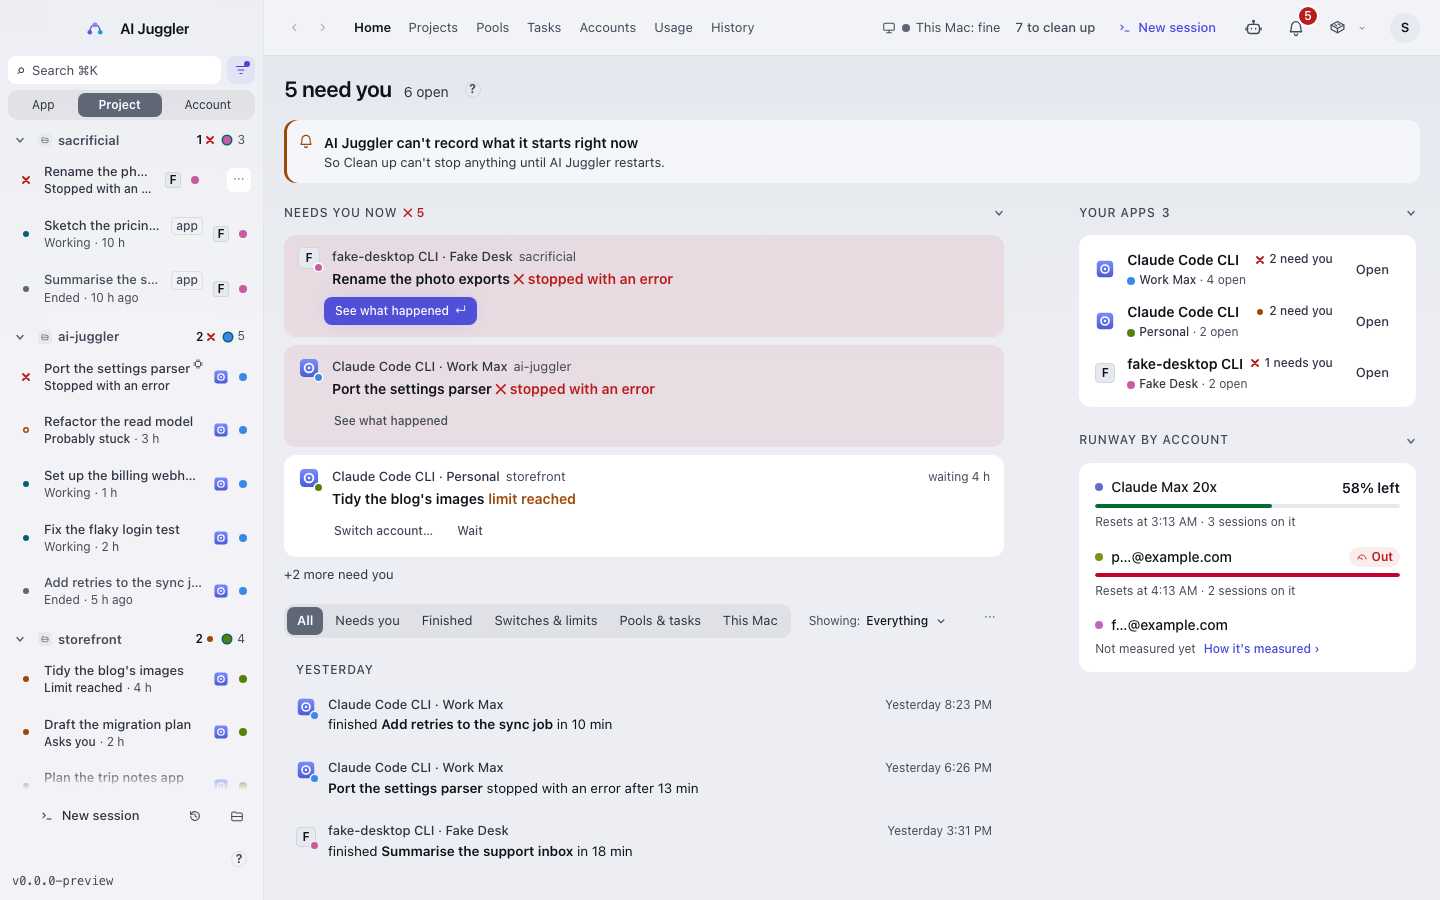 AI Juggler
Search ⌘K
App
Project
Account
sacrificial
1
3
Rename the ph...
Stopped with an ...
F
Sketch the pricin...
app
Working · 10 h
F
Summarise the s...
app
Ended · 10 h ago
F
ai-juggler
2
5
Port the settings parser
Stopped with an error
Refactor the read model
Probably stuck · 3 h
Set up the billing webh...
Working · 1 h
Fix the flaky login test
Working · 2 h
Add retries to the sync j...
Ended · 5 h ago
storefront
2
4
Tidy the blog's images
Limit reached · 4 h
Draft the migration plan
Asks you · 2 h
Plan the trip notes app
New session
?
v0.0.0-preview
Home
Projects
Pools
Tasks
Accounts
Usage
History
This Mac: fine
7 to clean up
New session
5
S
5 need you
6 open
?
AI Juggler can't record what it starts right now
So Clean up can't stop anything until AI Juggler restarts.
NEEDS YOU NOW
5
F
fake-desktop CLI · Fake Desk sacrificial
Rename the photo exports stopped with an error
See what happened
Claude Code CLI · Work Max ai-juggler
Port the settings parser stopped with an error
See what happened
Claude Code CLI · Personal storefront
waiting 4 h
Tidy the blog's images limit reached
Switch account...
Wait
+2 more need you
All
Needs you
Finished
Switches & limits
Pools & tasks
This Mac
Showing: Everything
...
YESTERDAY
Claude Code CLI · Work Max
Yesterday 8:23 PM
finished Add retries to the sync job in 10 min
Claude Code CLI · Work Max
Yesterday 6:26 PM
Port the settings parser stopped with an error after 13 min
F
fake-desktop CLI · Fake Desk
Yesterday 3:31 PM
finished Summarise the support inbox in 18 min
YOUR APPS 3
Claude Code CLI
2 need you
Work Max · 4 open
Open
Claude Code CLI
2 need you
Personal · 2 open
Open
F
fake-desktop CLI
1 needs you
Fake Desk · 2 open
Open
RUNWAY BY ACCOUNT
Claude Max 20x
58% left
Resets at 3:13 AM · 3 sessions on it
p...@example.com
Out
Resets at 4:13 AM · 2 sessions on it
f...@example.com
Not measured yet How it's measured ›